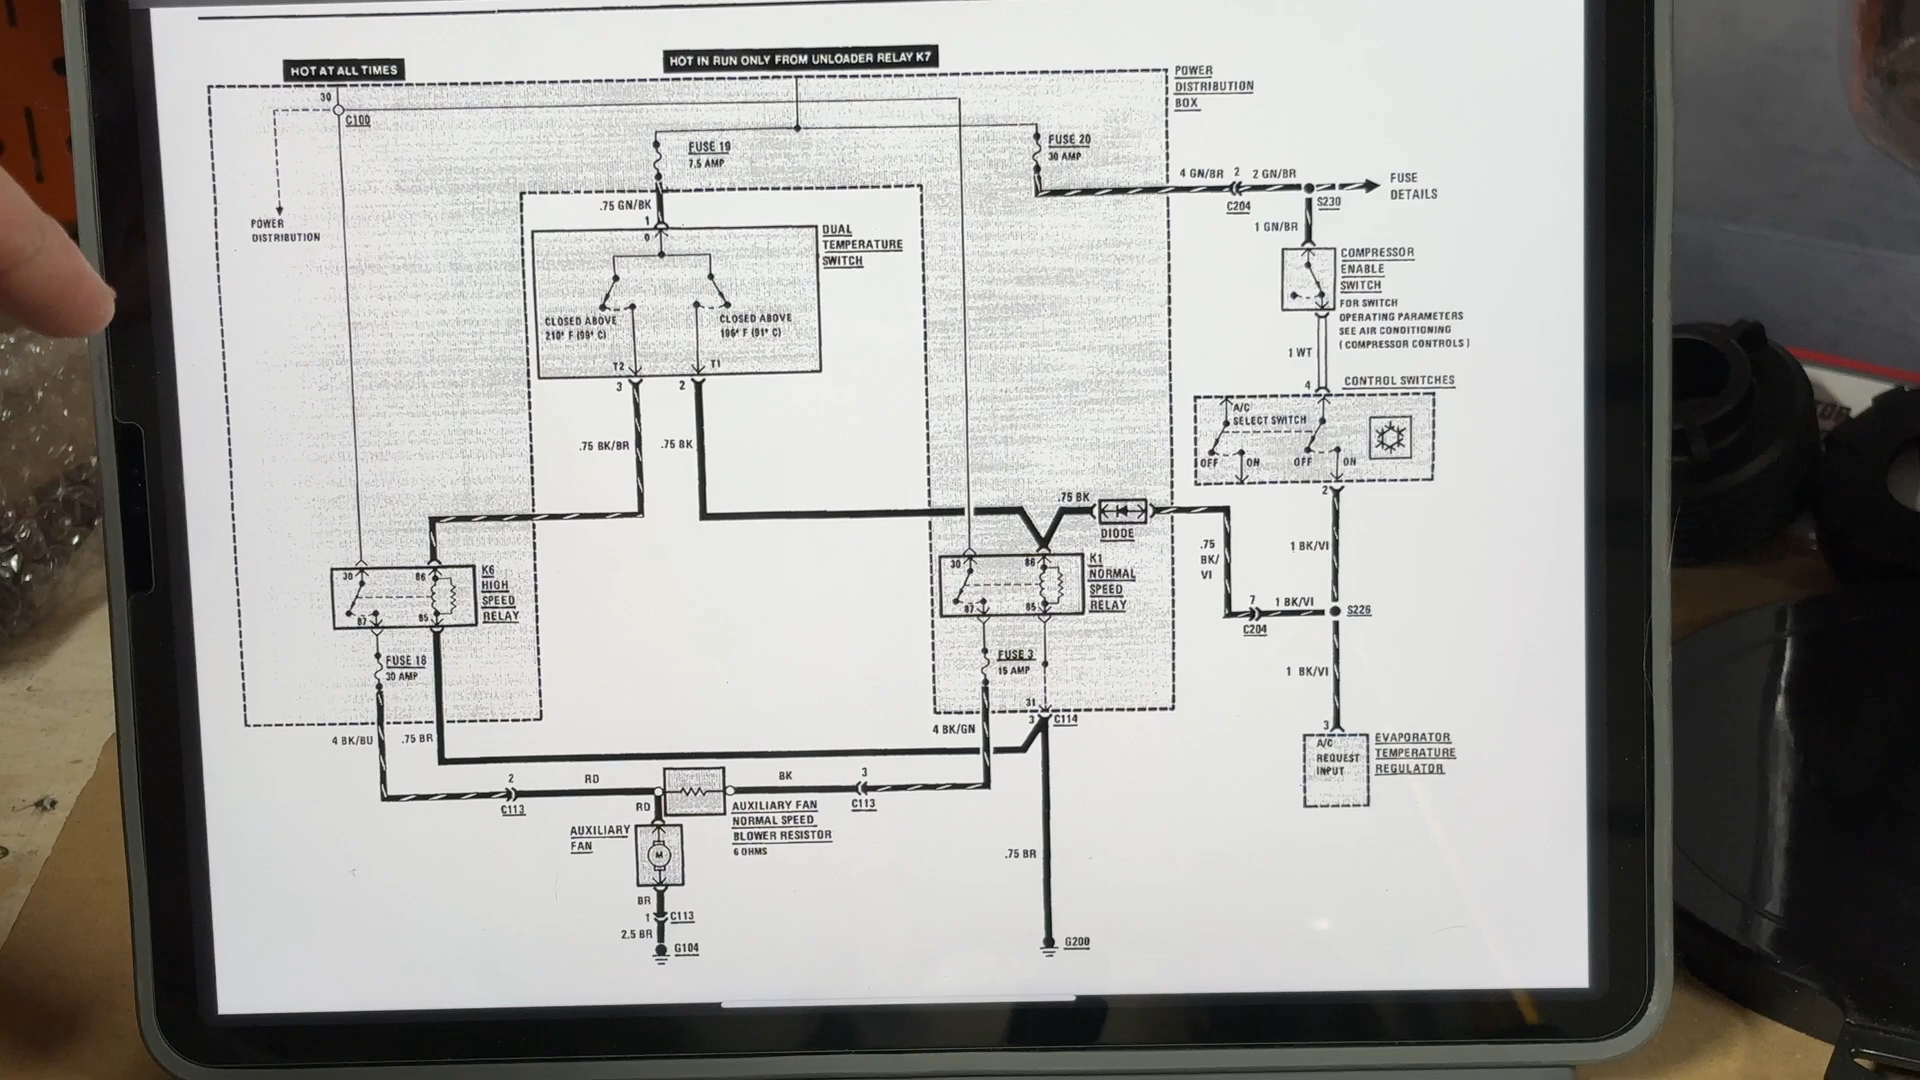 HOT AT ALL TIMES
HOT IN RUN ONLY FROM UNLOADER RELAY K7
POWER
DISTRIBUTION
BOX
30
C100
POWER
DISTRIBUTION
FUSE 19
7.5 AMP
FUSE 20
30 AMP
4 GN/BR
2
2 GN/BR
C204
S230
FUSE
DETAILS
.75 GN/BK
1
0
DUAL
TEMPERATURE
SWITCH
CLOSED ABOVE
210° F (99° C)
CLOSED ABOVE
196° F (91° C)
T2
T1
3
2
1 GN/BR
COMPRESSOR
ENABLE
SWITCH
FOR SWITCH
OPERATING PARAMETERS
SEE AIR CONDITIONING
(COMPRESSOR CONTROLS)
1 WT
4
CONTROL SWITCHES
A/C
SELECT SWITCH
OFF
ON
OFF
ON
2
.75 BK/BR
.75 BK
.75 BK
DIODE
.75
BK/
VI
1 BK/VI
7
1 BK/VI
C204
S226
1 BK/VI
30
86
87
85
K6
HIGH
SPEED
RELAY
30
86
87
85
K1
NORMAL
SPEED
RELAY
FUSE 18
30 AMP
FUSE 3
15 AMP
31
3
C114
4 BK/BU
.75 BR
4 BK/GN
2
C113
RD
RD
BK
3
C113
AUXILIARY FAN
NORMAL SPEED
BLOWER RESISTOR
6 OHMS
AUXILIARY
FAN
M
BR
1
C113
2.5 BR
G104
.75 BR
G200
3
A/C
REQUEST
INPUT
EVAPORATOR
TEMPERATURE
REGULATOR